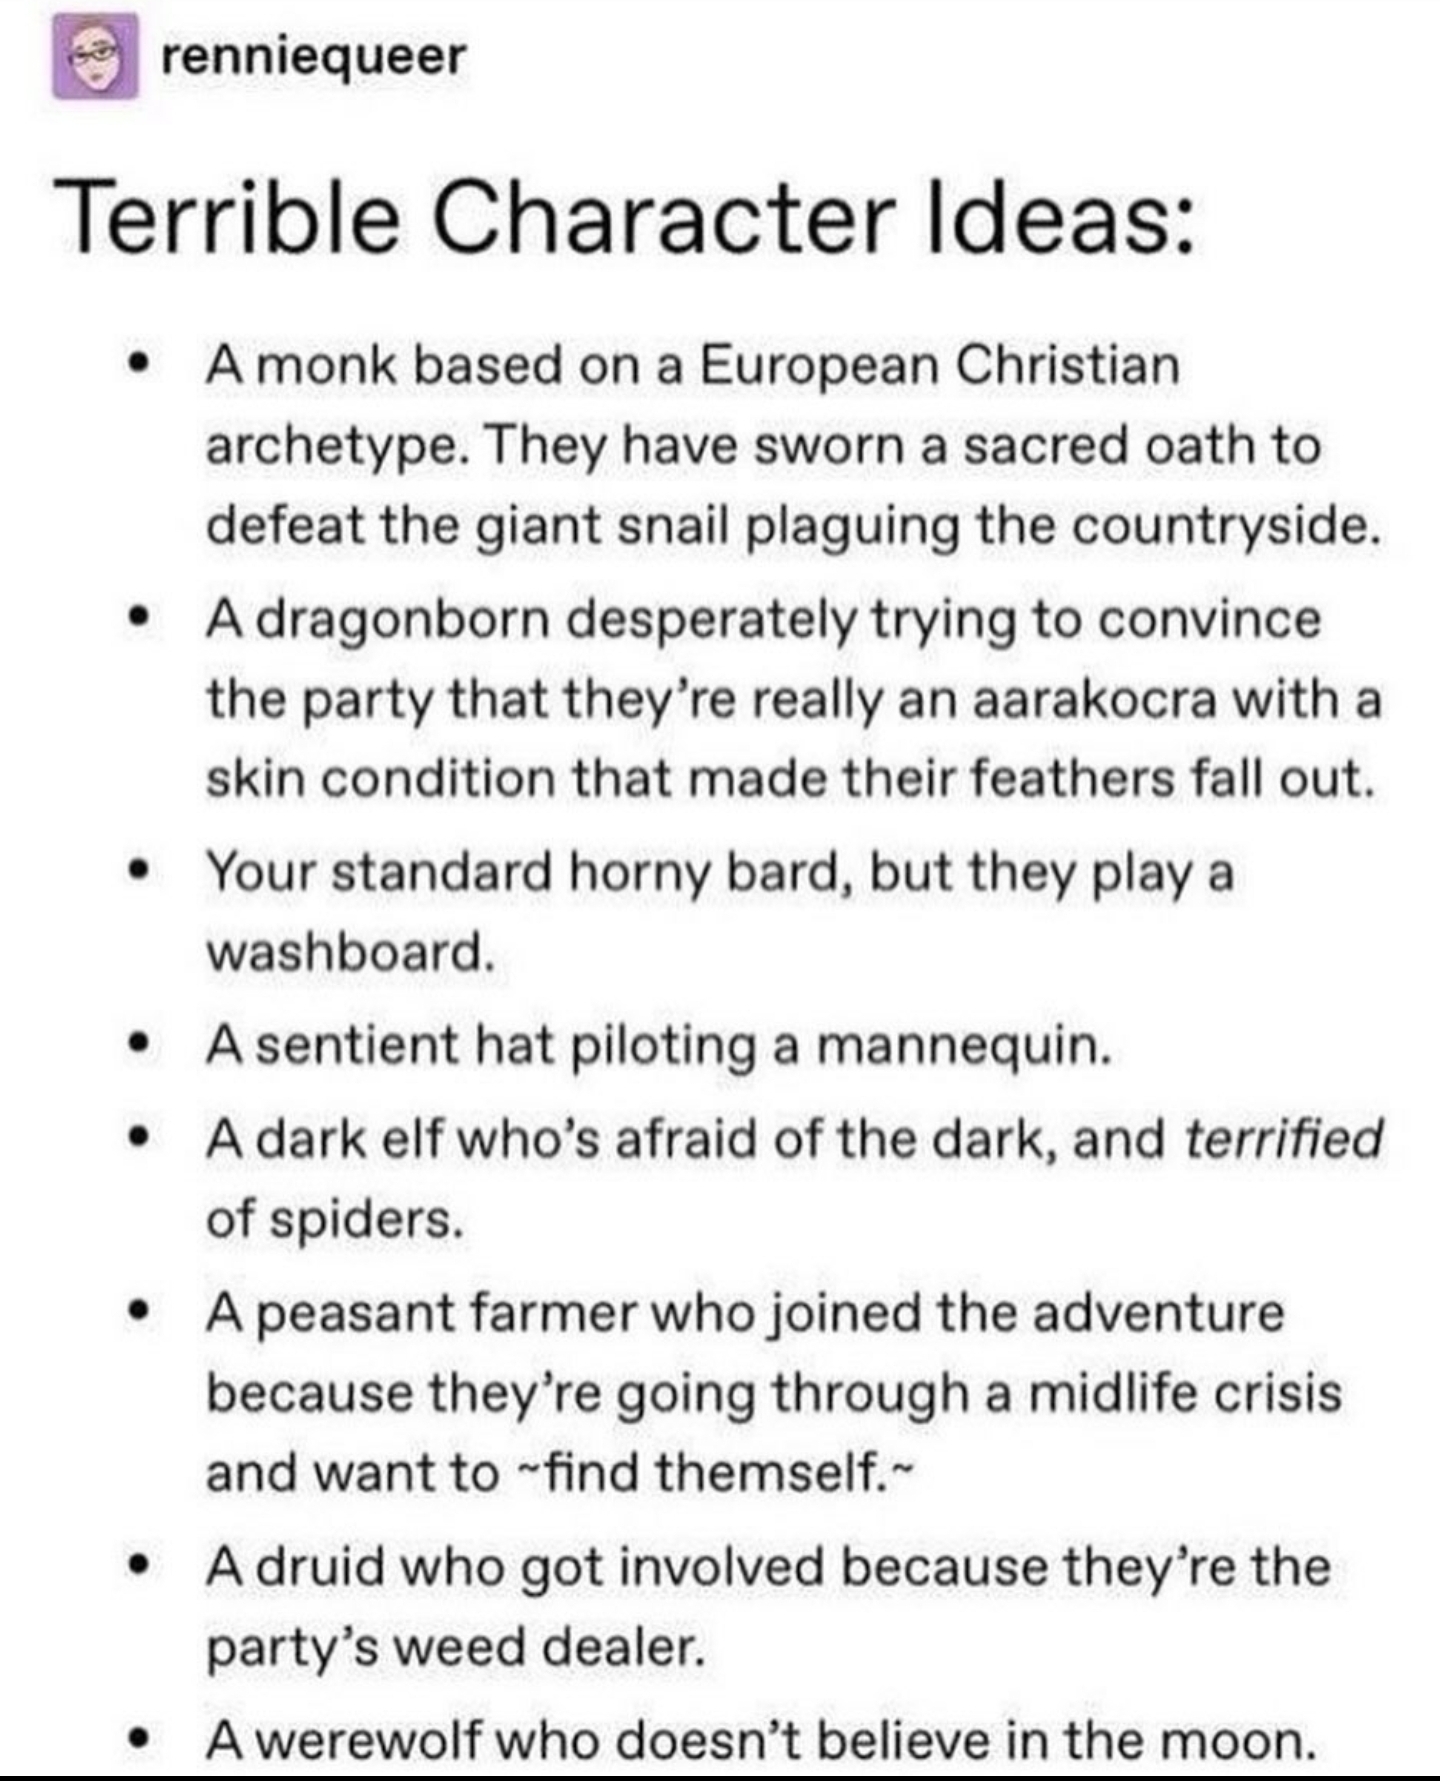 renniequeer
Terrible Character Ideas:
• A monk based on a European Christian
archetype. They have sworn a sacred oath to
defeat the giant snail plaguing the countryside.
• A dragonborn desperately trying to convince
the party that they’re really an aarakocra with a
skin condition that made their feathers fall out.
• Your standard horny bard, but they play a
washboard.
• A sentient hat piloting a mannequin.
• A dark elf who’s afraid of the dark, and terrified
of spiders.
• A peasant farmer who joined the adventure
because they’re going through a midlife crisis
and want to ~find themself.~
• A druid who got involved because they’re the
party’s weed dealer.
• A werewolf who doesn’t believe in the moon.